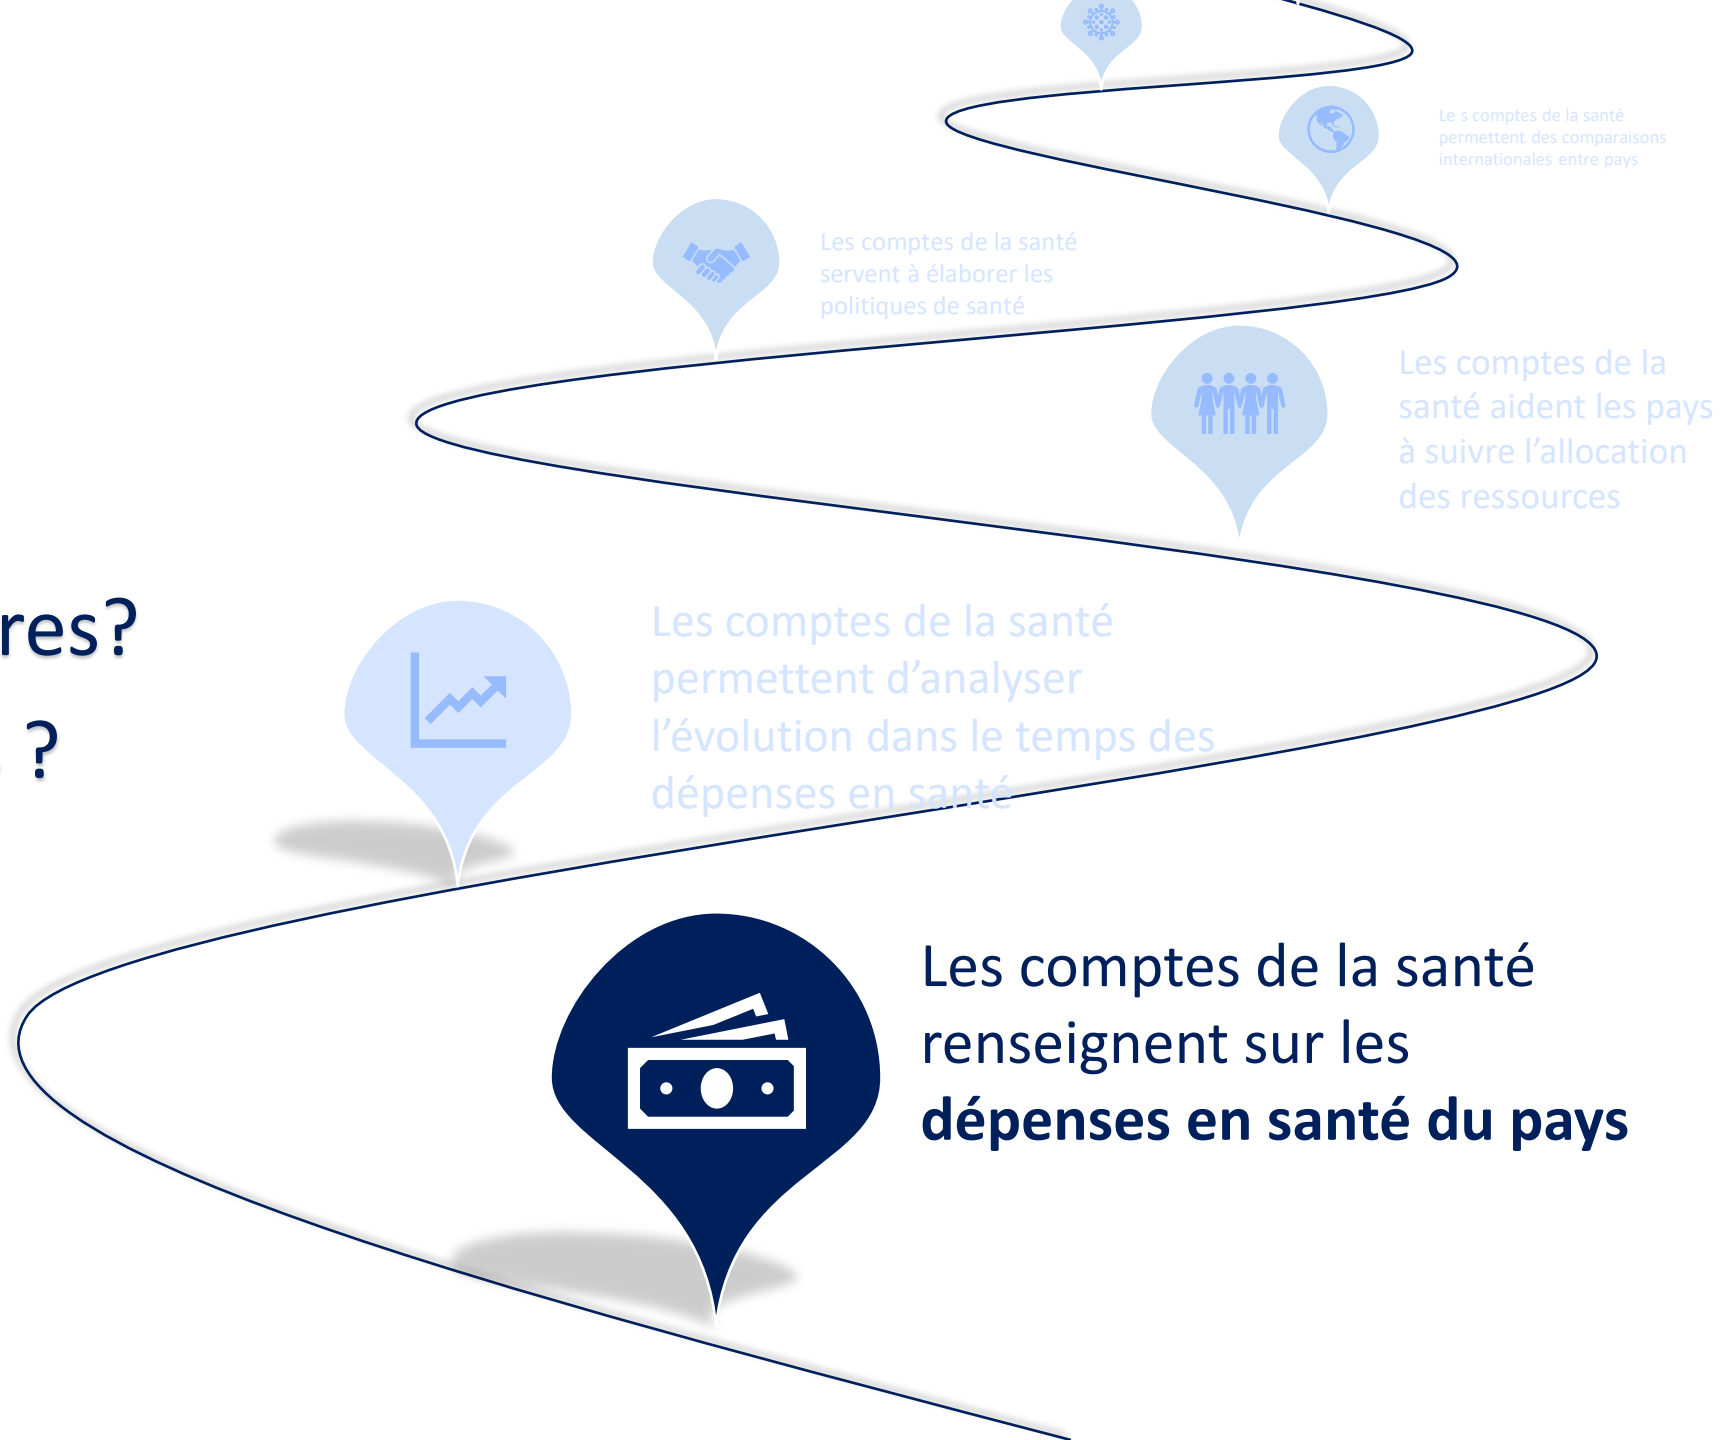 Le s comptes de la santé
permettent des comparaisons
internationales entre pays
Les comptes de la santé
servent à élaborer les
politiques de santé
Les comptes de la
santé aident les pays
à suivre l’allocation
des ressources
res?
?
Les comptes de la santé
permettent d’analyser
l’évolution dans le temps des
dépenses en santé
Les comptes de la santé
renseignent sur les
dépenses en santé du pays